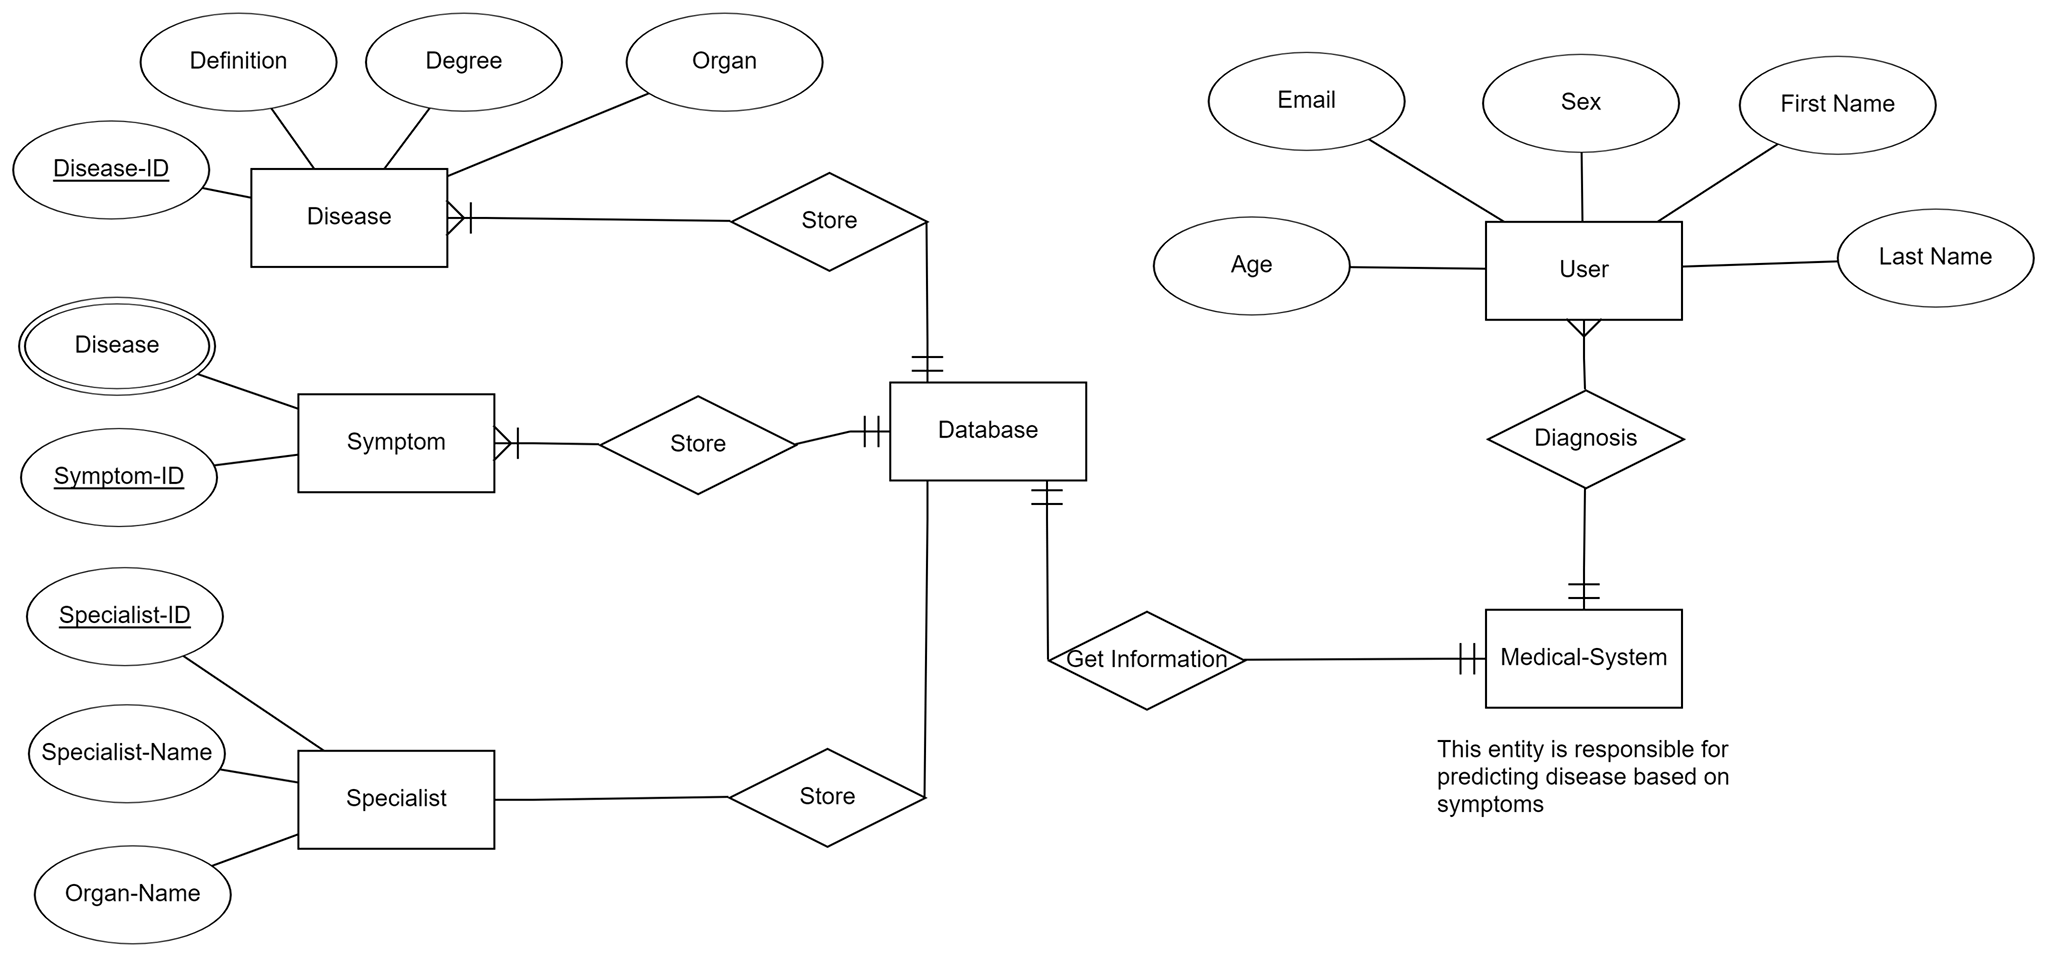 Definition
Degree
Organ
Disease-ID
Disease
Store
Email
Sex
First Name
Age
User
Last Name
Disease
Symptom
Symptom-ID
Store
Database
Diagnosis
Specialist-ID
Specialist-Name
Specialist
Organ-Name
Store
Get Information
Medical-System
This entity is responsible for
predicting disease based on
symptoms